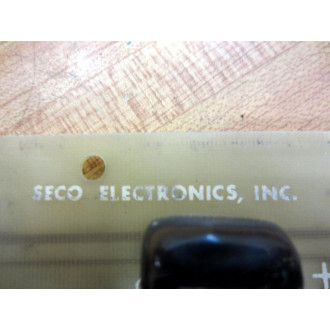 SECO ELECTRONICS, INC.
+